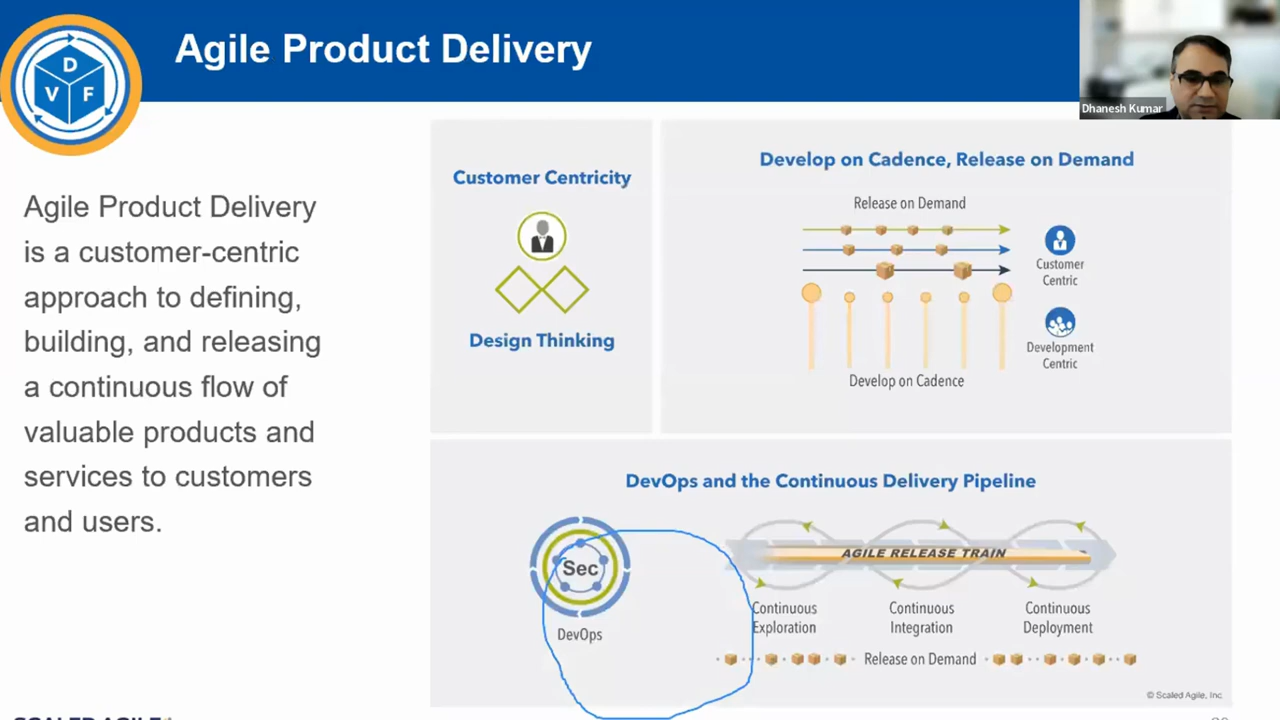 D
V F
Agile Product Delivery
Dhanesh Kumar
Agile Product Delivery
is a customer-centric
approach to defining,
building, and releasing
a continuous flow of
valuable products and
services to customers
and users.
Customer Centricity
Design Thinking
Develop on Cadence, Release on Demand
Release on Demand
Customer
Centric
Development
Centric
Develop on Cadence
DevOps and the Continuous Delivery Pipeline
Sec
DevOps
AGILE RELEASE TRAIN
Continuous
Exploration
Continuous
Integration
Continuous
Deployment
Release on Demand
© Scaled Agile, Inc
SCALED AGILE